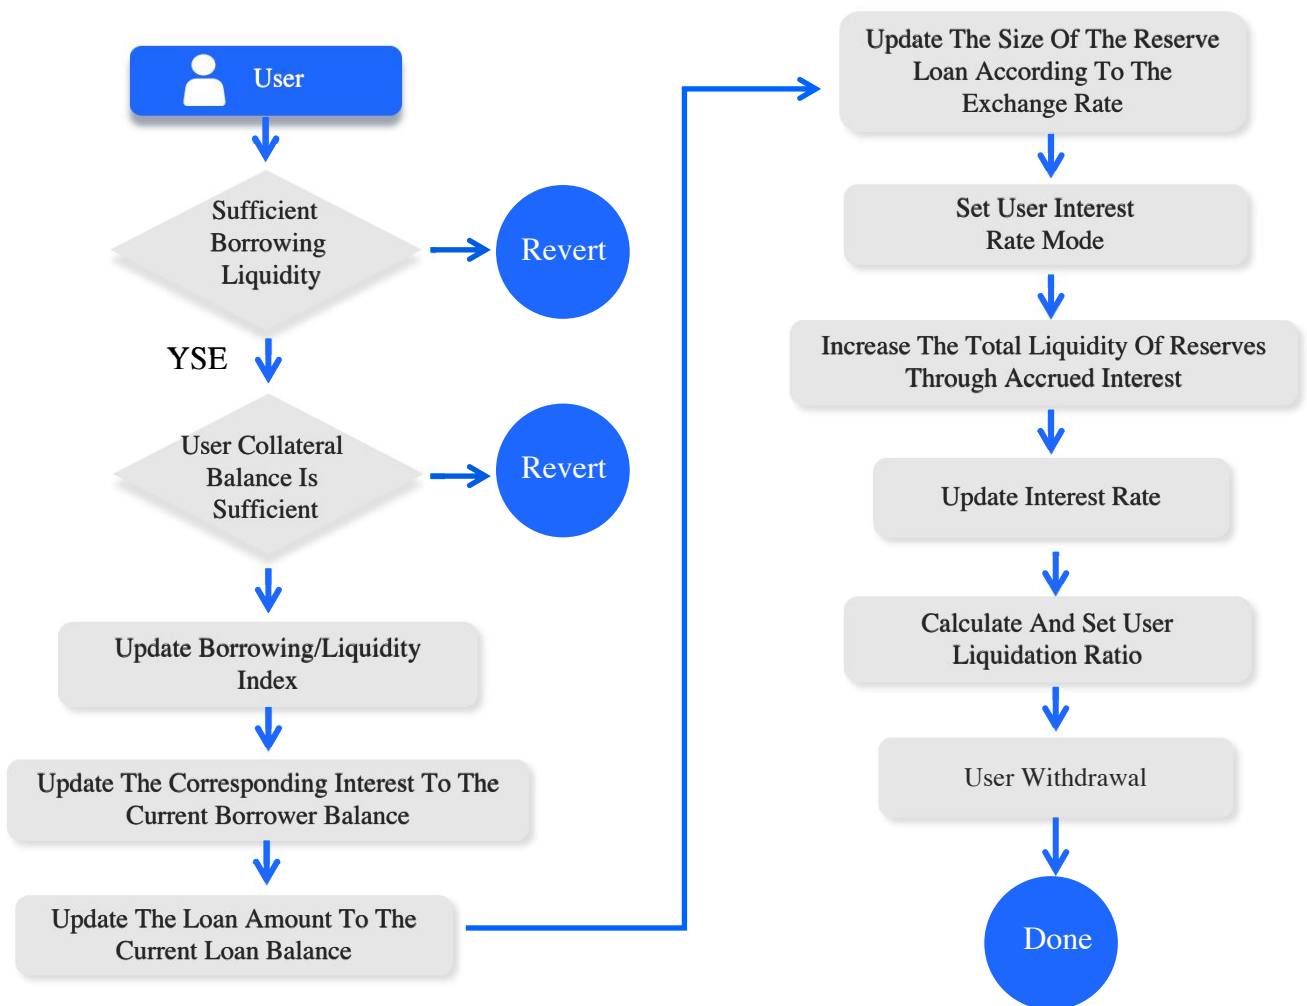 User
Sufficient
Borrowing
Liquidity
Revert
YSE
User Collateral
Balance Is
Sufficient
Revert
Update Borrowing/Liquidity
Index
Update The Corresponding Interest To The
Current Borrower Balance
Update The Loan Amount To The
Current Loan Balance
Update The Size Of The Reserve
Loan According To The
Exchange Rate
Set User Interest
Rate Mode
Increase The Total Liquidity Of Reserves
Through Accrued Interest
Update Interest Rate
Calculate And Set User
Liquidation Ratio
User Withdrawal
Done